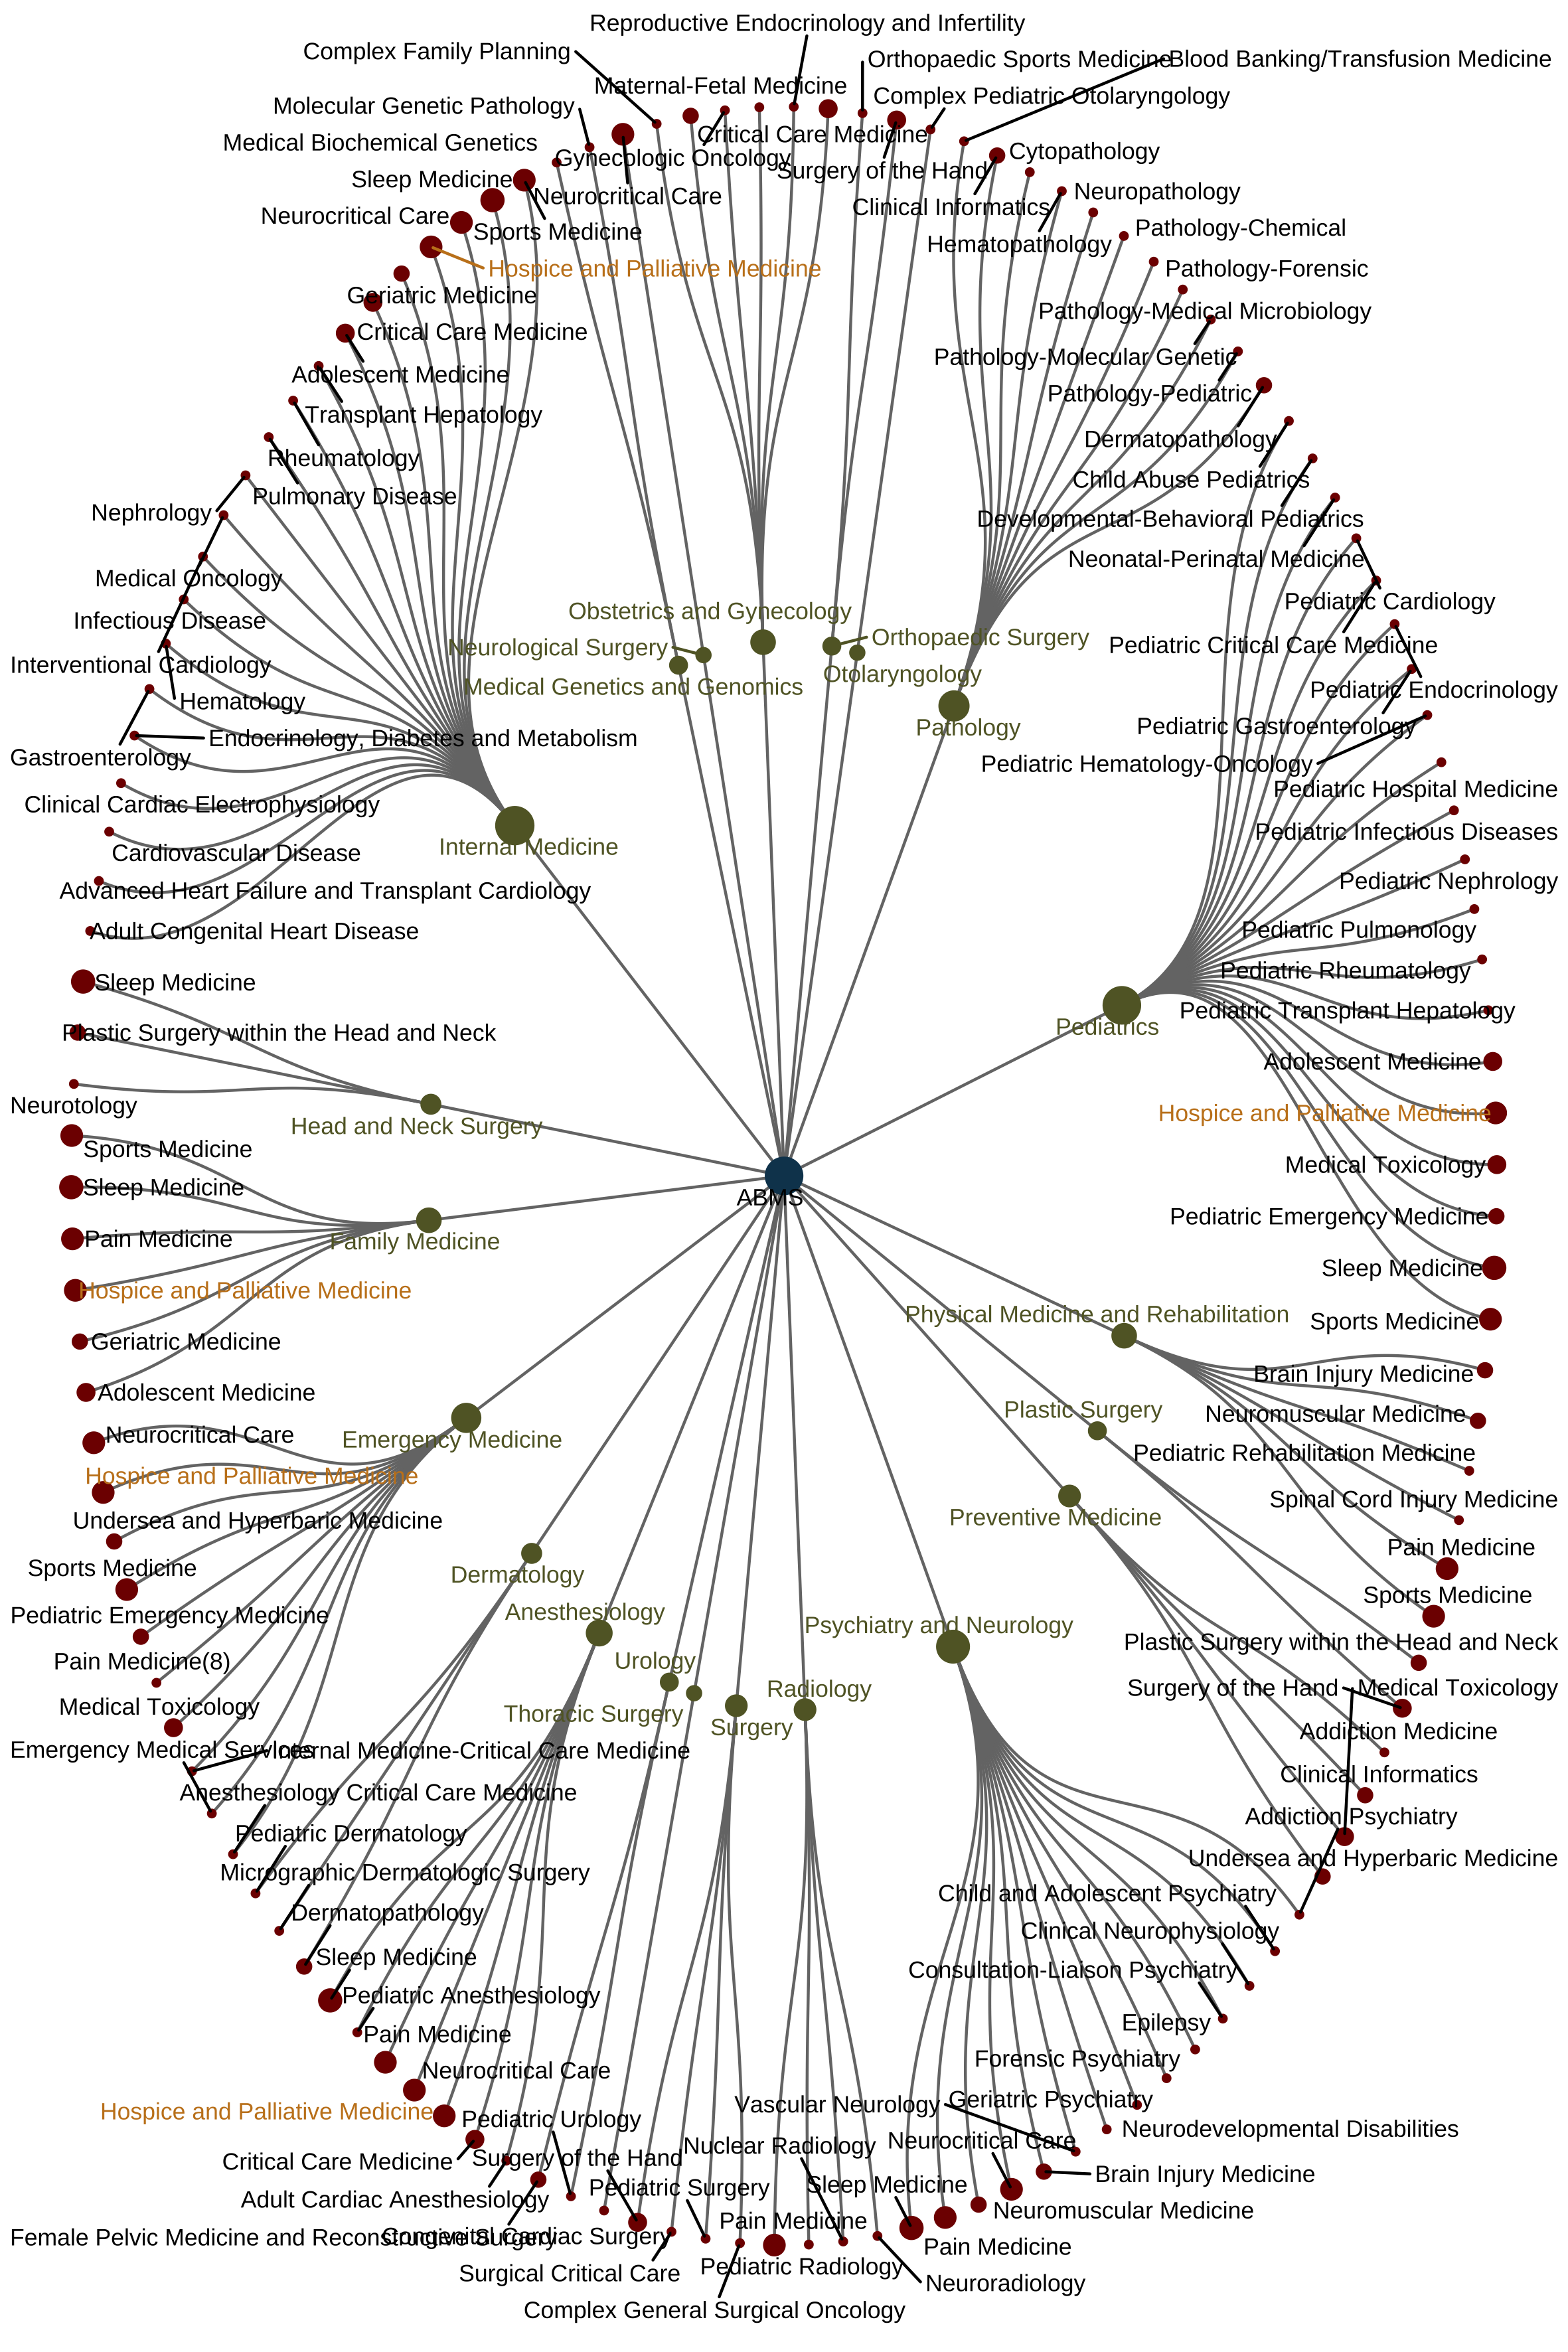 Reproductive Endocrinology and Infertility
Complex Family Planning
Orthopaedic Sports Medicine
Blood Banking/Transfusion Medicine
Maternal-Fetal Medicine
Complex Pediatric Otolaryngology
Molecular Genetic Pathology
Critical Care Medicine
Medical Biochemical Genetics
Cytopathology
Gynecologic Oncology
Surgery of the Hand
Sleep Medicine
Neurocritical Care
Neuropathology
Clinical Informatics
Neurocritical Care
Sports Medicine
Pathology-Chemical
Hematopathology
Hospice and Palliative Medicine
Pathology-Forensic
Geriatric Medicine
Pathology-Medical Microbiology
Critical Care Medicine
Pathology-Molecular Genetic
Adolescent Medicine
Pathology-Pediatric
Transplant Hepatology
Dermatopathology
Rheumatology
Child Abuse Pediatrics
Pulmonary Disease
Nephrology
Developmental-Behavioral Pediatrics
Neonatal-Perinatal Medicine
Medical Oncology
Pediatric Cardiology
Obstetrics and Gynecology
Infectious Disease
Orthopaedic Surgery
Neurological Surgery
Pediatric Critical Care Medicine
Interventional Cardiology
Otolaryngology
Medical Genetics and Genomics
Pediatric Endocrinology
Hematology
Pathology
Pediatric Gastroenterology
Endocrinology, Diabetes and Metabolism
Gastroenterology
Pediatric Hematology-Oncology
Pediatric Hospital Medicine
Clinical Cardiac Electrophysiology
Pediatric Infectious Diseases
Internal Medicine
Cardiovascular Disease
Pediatric Nephrology
Advanced Heart Failure and Transplant Cardiology
Adult Congenital Heart Disease
Pediatric Pulmonology
Pediatric Rheumatology
Sleep Medicine
Pediatric Transplant Hepatology
Pediatrics
Plastic Surgery within the Head and Neck
Adolescent Medicine
Neurotology
Hospice and Palliative Medicine
Head and Neck Surgery
Sports Medicine
Medical Toxicology
Sleep Medicine
ABMS
Pediatric Emergency Medicine
Pain Medicine
Family Medicine
Sleep Medicine
Hospice and Palliative Medicine
Physical Medicine and Rehabilitation
Sports Medicine
Geriatric Medicine
Brain Injury Medicine
Adolescent Medicine
Plastic Surgery
Neuromuscular Medicine
Neurocritical Care
Emergency Medicine
Pediatric Rehabilitation Medicine
Hospice and Palliative Medicine
Spinal Cord Injury Medicine
Preventive Medicine
Undersea and Hyperbaric Medicine
Pain Medicine
Sports Medicine
Dermatology
Sports Medicine
Anesthesiology
Pediatric Emergency Medicine
Psychiatry and Neurology
Plastic Surgery within the Head and Neck
Pain Medicine(8)
Urology
Surgery of the Hand
Medical Toxicology
Radiology
Medical Toxicology
Thoracic Surgery
Surgery
Addiction Medicine
Emergency Medical Services
Internal Medicine-Critical Care Medicine
Clinical Informatics
Anesthesiology Critical Care Medicine
Addiction Psychiatry
Pediatric Dermatology
Undersea and Hyperbaric Medicine
Micrographic Dermatologic Surgery
Child and Adolescent Psychiatry
Dermatopathology
Clinical Neurophysiology
Sleep Medicine
Consultation-Liaison Psychiatry
Pediatric Anesthesiology
Epilepsy
Pain Medicine
Forensic Psychiatry
Neurocritical Care
Geriatric Psychiatry
Vascular Neurology
Hospice and Palliative Medicine
Pediatric Urology
Neurodevelopmental Disabilities
Neurocritical Care
Nuclear Radiology
Surgery of the Hand
Critical Care Medicine
Brain Injury Medicine
Sleep Medicine
Pediatric Surgery
Adult Cardiac Anesthesiology
Neuromuscular Medicine
Pain Medicine
Female Pelvic Medicine and Reconstructive Surgery
Congenital Cardiac Surgery
Pain Medicine
Pediatric Radiology
Surgical Critical Care
Neuroradiology
Complex General Surgical Oncology